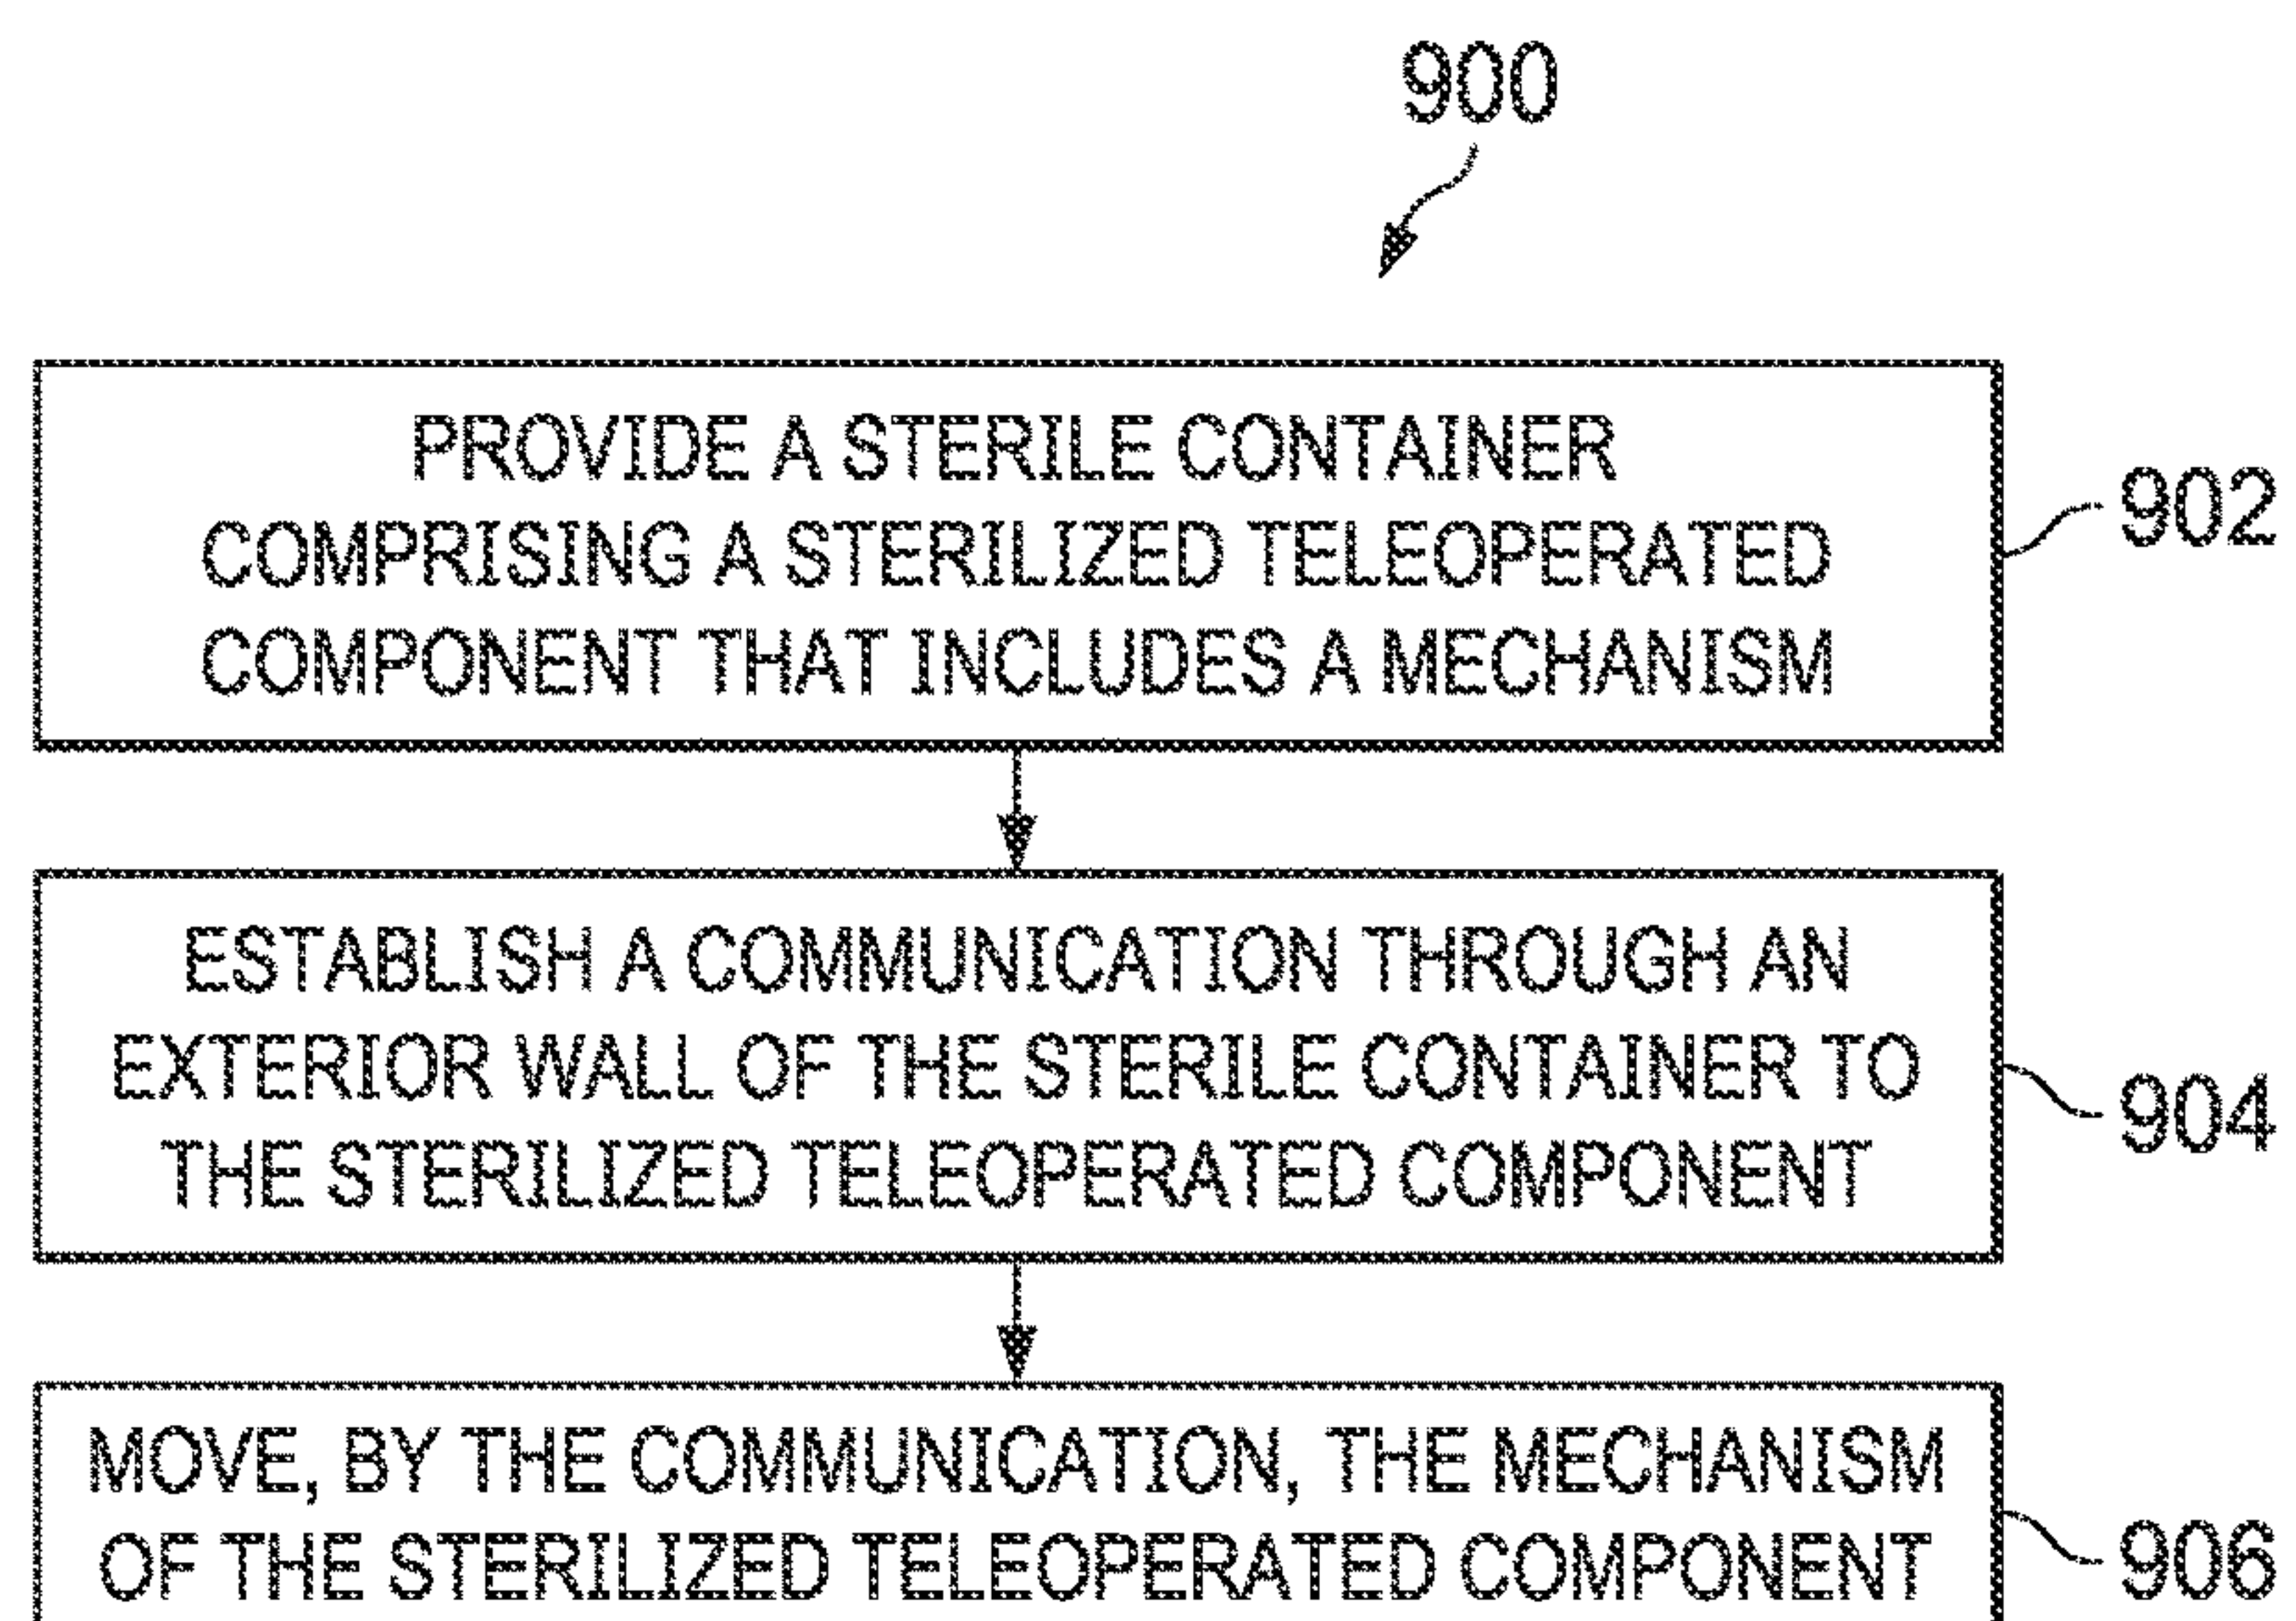 900
PROVIDE A STERILE CONTAINER
COMPRISING A STERILIZED TELEOPERATED
COMPONENT THAT INCLUDES A MECHANISM
902
ESTABLISH A COMMUNICATION THROUGH AN
EXTERIOR WALL OF THE STERILE CONTAINER TO
THE STERILIZED TELEOPERATED COMPONENT
904
MOVE, BY THE COMMUNICATION, THE MECHANISM
OF THE STERILIZED TELEOPERATED COMPONENT
906